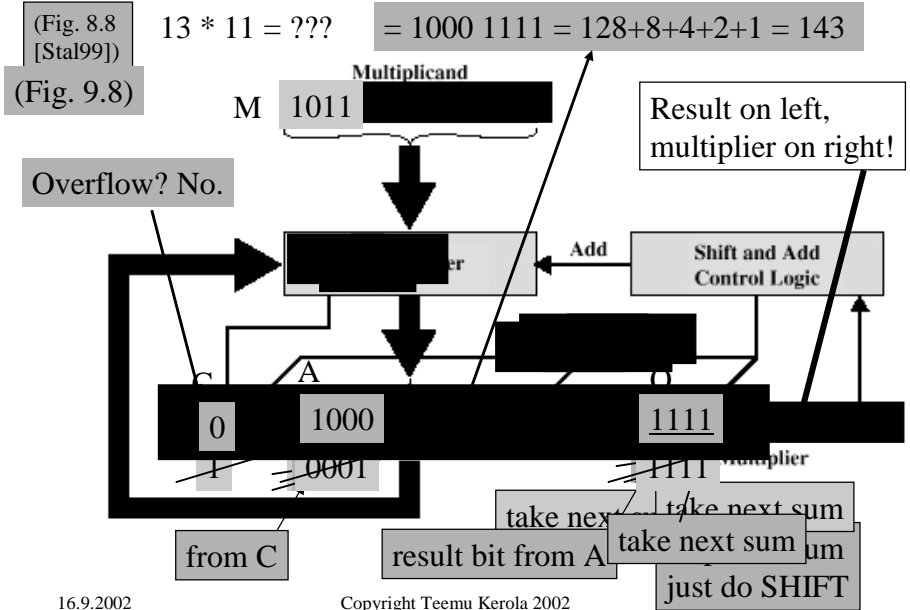 (Fig. 8.8
[Stal99])
13 * 11 = ???
= 1000 1111 = 128+8+4+2+1 = 143
(Fig. 9.8)
Multiplicand
M
1011
Result on left,
multiplier on right!
Overflow? No.
Add
Shift and Add
Control Logic
A
0
1000
1111
1
0001
1111
Multiplier
take next
take next sum
from C
result bit from A
take next sum
just do SHIFT
16.9.2002
Copyright Teemu Kerola 2002